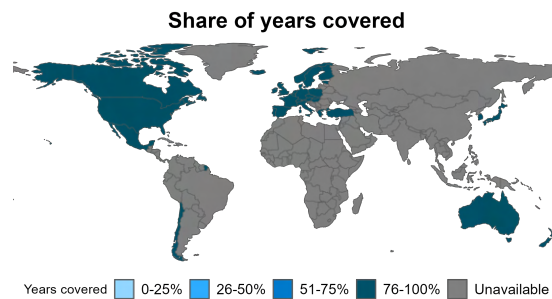 Share of years covered
Years covered 0-25% 26-50% 51-75% 76-100% Unavailable